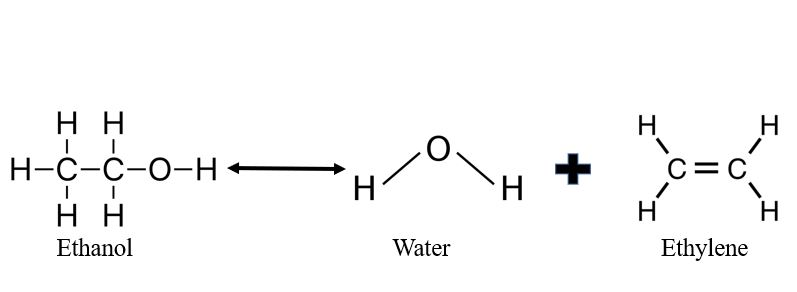 H H
H–C–C–O–H
H H
Ethanol
O
H H
Water
H H
C=C
H H
Ethylene